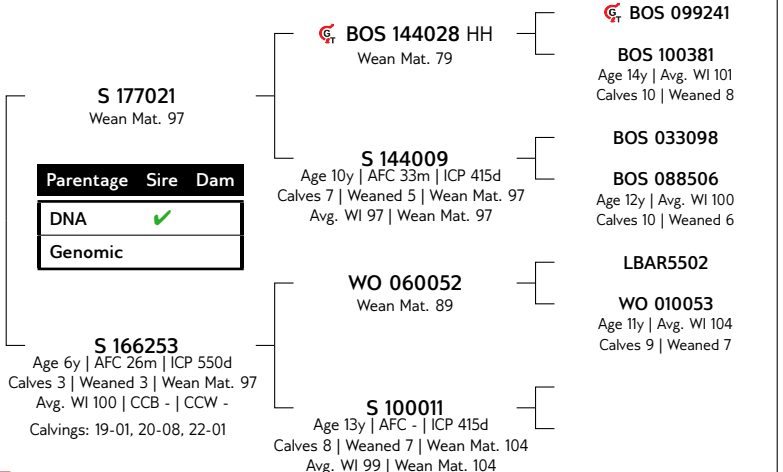 BOS 099241
BOS 144028 HH
Wean Mat. 79
BOS 100381
Age 14y | Avg. WI 101
Calves 10 | Weaned 8
S 177021
Wean Mat. 97
BOS 033098
S 144009
Age 10y | AFC 33m | ICP 415d
Calves 7 | Weaned 5 | Wean Mat. 97
Avg. WI 97 | Wean Mat. 97
BOS 088506
Age 12y | Avg. WI 100
Calves 10 | Weaned 6
Parentage Sire Dam
DNA ✔
Genomic
LBAR5502
WO 060052
Wean Mat. 89
WO 010053
Age 11y | Avg. WI 104
Calves 9 | Weaned 7
S 166253
Age 6y | AFC 26m | ICP 550d
Calves 3 | Weaned 3 | Wean Mat. 97
Avg. WI 100 | CCB - | CCW -
Calvings: 19-01, 20-08, 22-01
S 100011
Age 13y | AFC - | ICP 415d
Calves 8 | Weaned 7 | Wean Mat. 104
Avg. WI 99 | Wean Mat. 104